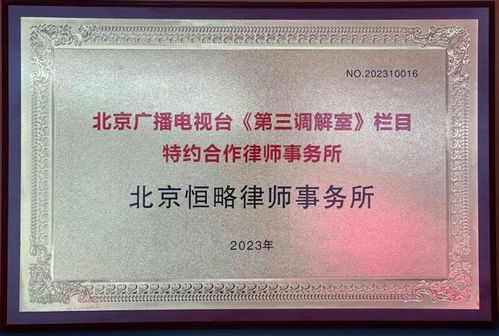 NO.202310016
北京广播电视台《第三调解室》栏目
特约合作律师事务所
北京恒略律师事务所
2023年